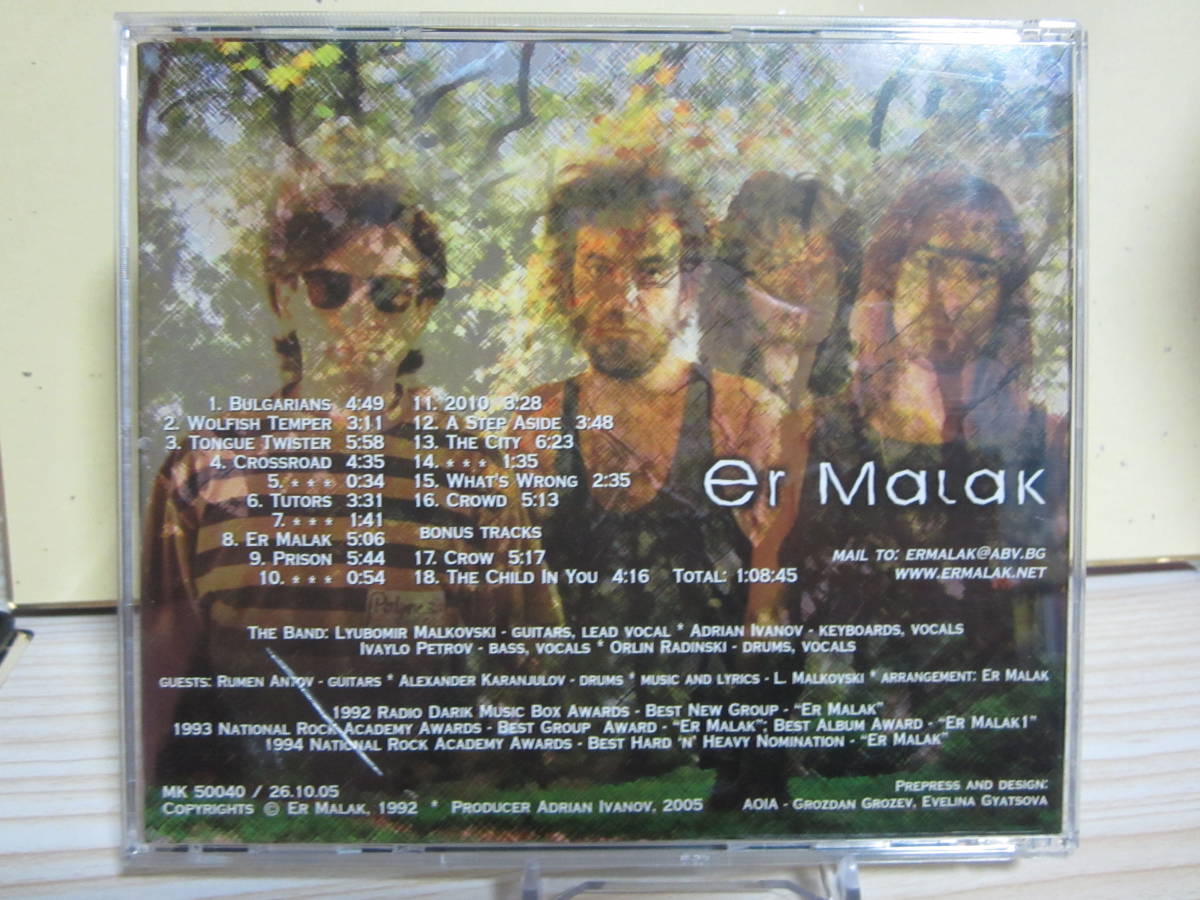 1. Bulgarians 4:49
2. Wolfish Temper 3:11
3. Tongue Twister 5:58
4. Crossroad 4:35
5. * * * 0:34
6. Tutors 3:31
7. * * * 1:41
8. Er Malak 5:06
9. Prison 5:44
10. * * * 0:54
11. 2010 3:28
12. A Step Aside 3:48
13. The City 6:23
14. * * * 1:35
15. What's Wrong 2:35
16. Crowd 5:13
bonus tracks
17. Crow 5:17
18. The Child In You 4:16 Total: 1:08:45
er Malak
mail to: ermalak@abv.bg
www.ermalak.net
The Band: Lyubomir Malkovski - guitars, lead vocal * Adrian Ivanov - keyboards, vocals
Ivaylo Petrov - bass, vocals * Orlin Radinski - drums, vocals
guests: Rumen Antov - guitars * Alexander Karanjulov - drums * music and lyrics - L. Malkovski * arrangement: Er Malak
1992 Radio Darik Music Box Awards - Best New Group - "Er Malak"
1993 National Rock Academy Awards - Best Group Award - "Er Malak"; Best Album Award - "Er Malak1"
1994 National Rock Academy Awards - Best Hard 'n' Heavy Nomination - "Er Malak"
MK 50040 / 26.10.05
Copyrights © Er Malak, 1992 * Producer Adrian Ivanov, 2005
Prepress and design:
AOIA - Grozdan Grozev, Evelina Gyatsova